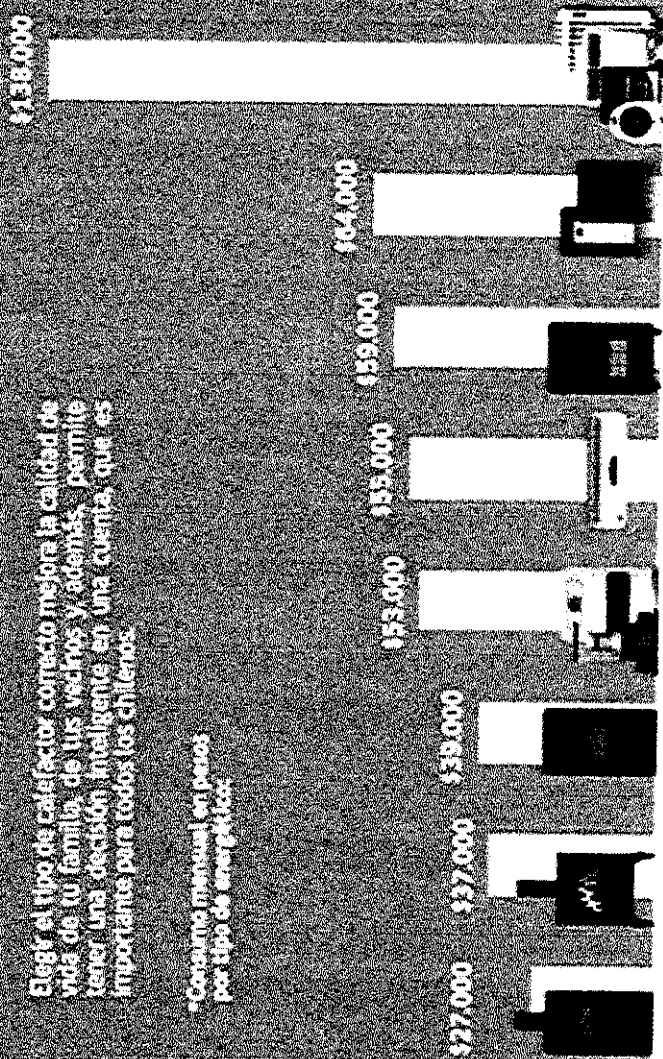 Elegir el tipo de calefactor correcto mejora la calidad de
vida de tu familia, de tus vecinos y además, permite
tener una decisión inteligente en una cuenta, que es
importante para todos los chilenos.
*Consumo mensual en pesos
por tipo de energético.
$27.000
$37.000
$39.000
$53.000
$55.000
$59.000
$64.000
$138.000